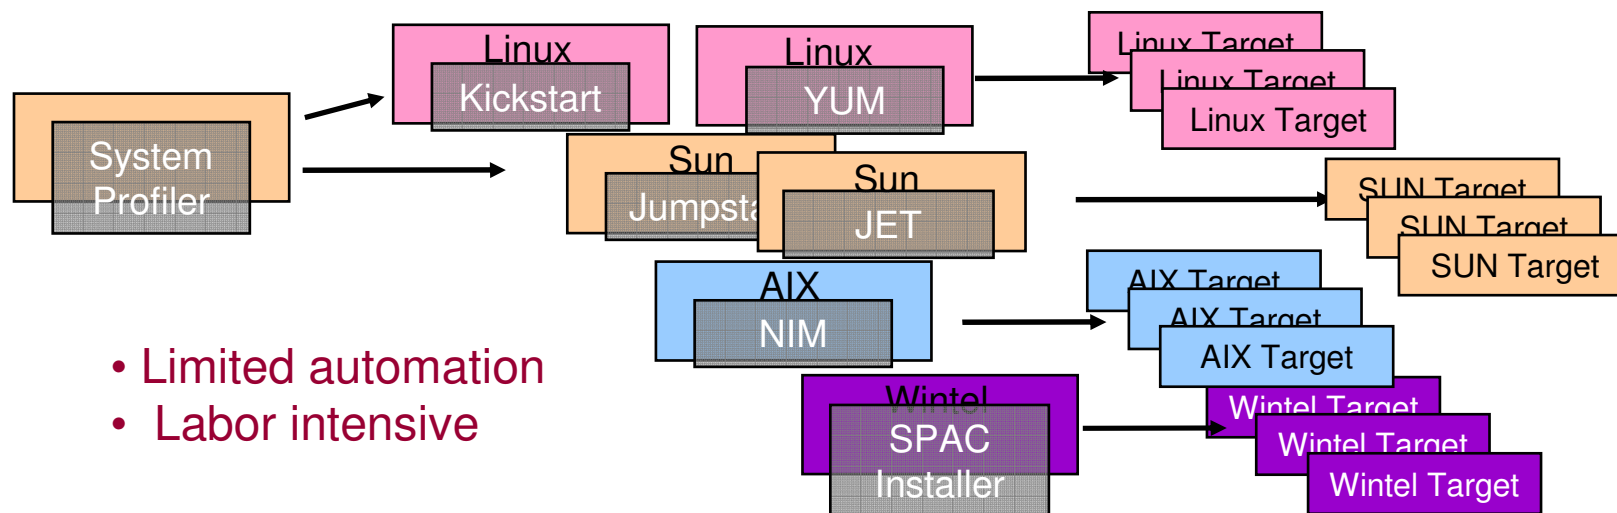 Linux
Kickstart
Linux
YUM
Linux Target
Linux Target
Linux Target
System
Profiler
Sun
Jumpsta
Sun
JET
SUN Target
SUN Target
SUN Target
AIX
NIM
AIX Target
AIX Target
AIX Target
• Limited automation
• Labor intensive
Wintel
SPAC
Installer
Wintel Target
Wintel Target
Wintel Target